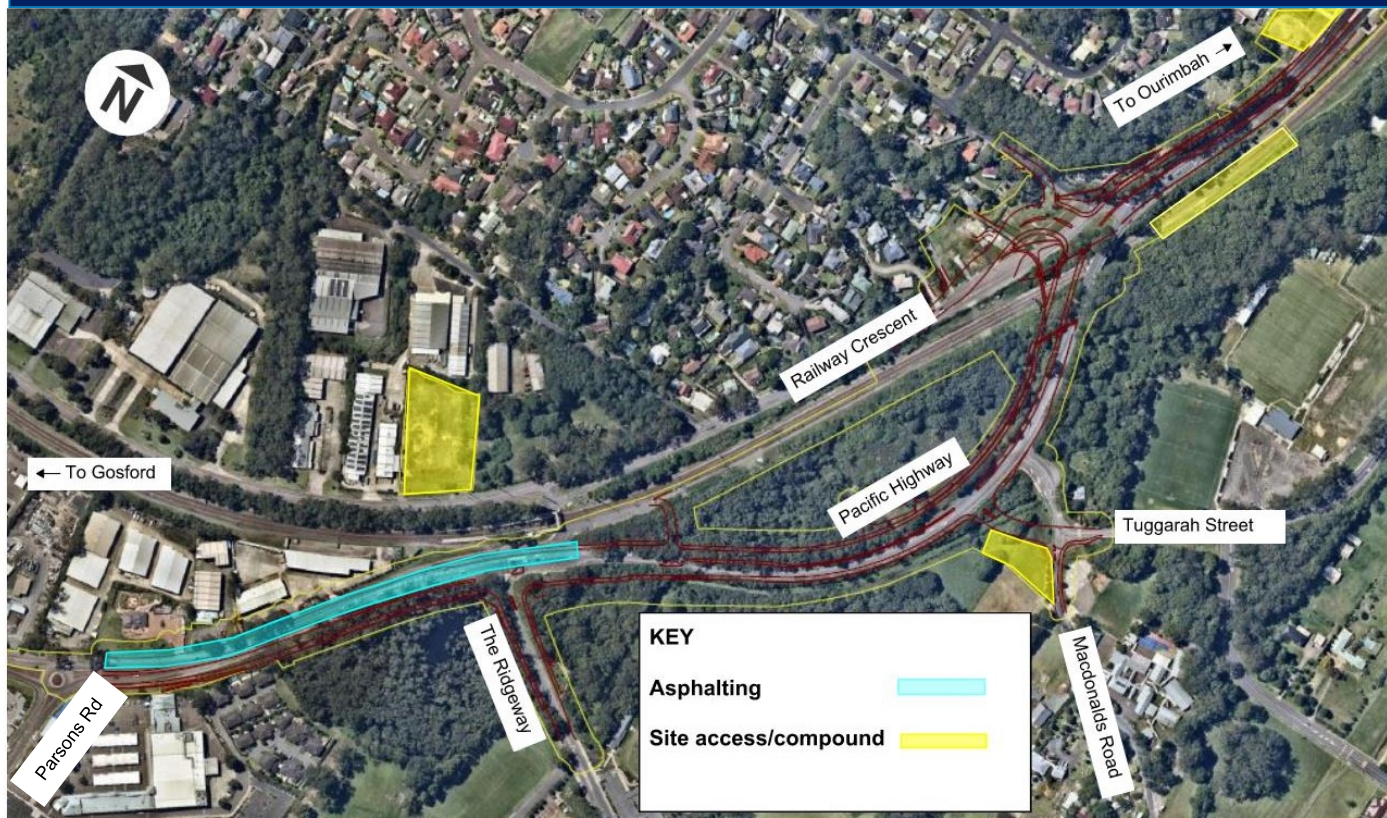 N
To Ourimbah →
Railway Crescent
← To Gosford
Pacific Highway
Tuggarah Street
The Ridgeway
Parsons Rd
Macdonalds Road
KEY
Asphalting
Site access/compound